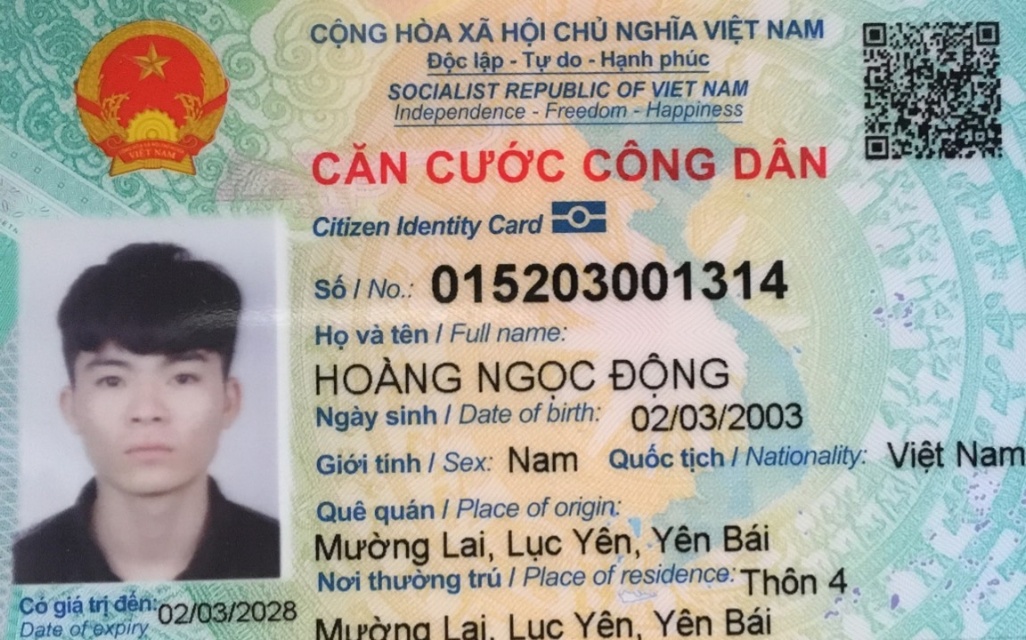 CỘNG HÒA XÃ HỘI CHỦ NGHĨA VIỆT NAM
Độc lập - Tự do - Hạnh phúc
SOCIALIST REPUBLIC OF VIET NAM
Independence - Freedom - Happiness
VIỆT NAM
CĂN CƯỚC CÔNG DÂN
Citizen Identity Card
Số / No.: 015203001314
Họ và tên / Full name:
HOÀNG NGỌC ĐỘNG
Ngày sinh / Date of birth: 02/03/2003
Giới tính / Sex: Nam Quốc tịch / Nationality: Việt Nam
Quê quán / Place of origin:
Mường Lai, Lục Yên, Yên Bái
Nơi thường trú / Place of residence: Thôn 4
Mường Lai, Lục Yên, Yên Bái
Có giá trị đến: 02/03/2028
Date of expiry